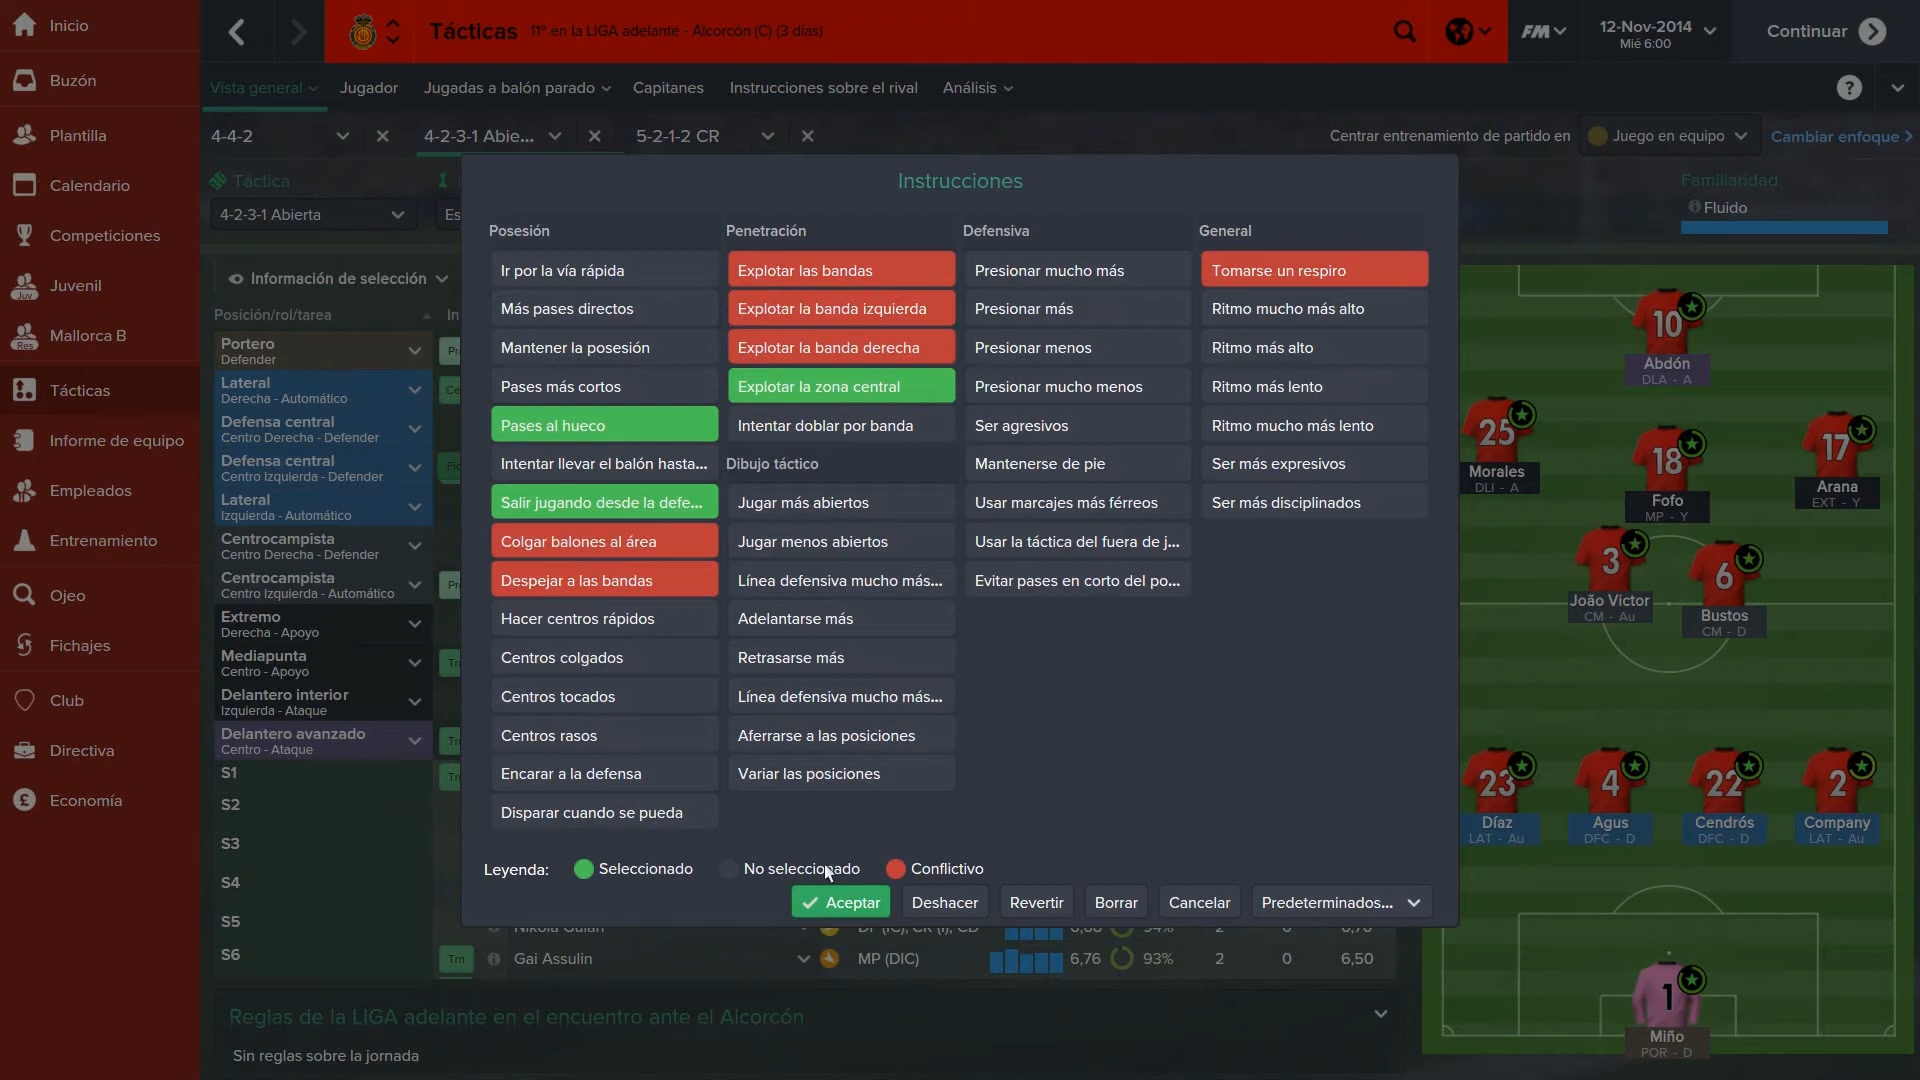 Inicio
Buzón
Plantilla
Calendario
Competiciones
Juvenil
Juv
Mallorca B
Res
Tácticas
Informe de equipo
Empleados
Entrenamiento
Ojeo
Fichajes
Club
Directiva
Economía
Tácticas 11º en la LIGA adelante - Alcorcón (C) (3 días)
FM
12-Nov-2014
Mié 6:00
Continuar
Vista general Jugador Jugadas a balón parado Capitanes Instrucciones sobre el rival Análisis
4-4-2 4-2-3-1 Abie... 5-2-1-2 CR
Centrar entrenamiento de partido en Juego en equipo Cambiar enfoque
Táctica
4-2-3-1 Abierta
Es
Familiaridad
Fluido
Información de selección
Posición/rol/tarea
Portero
Defender
Lateral
Derecha - Automático
Defensa central
Centro Derecha - Defender
Defensa central
Centro Izquierda - Defender
Lateral
Izquierda - Automático
Centrocampista
Centro Derecha - Defender
Centrocampista
Centro Izquierda - Automático
Extremo
Derecha - Apoyo
Mediapunta
Centro - Apoyo
Delantero interior
Izquierda - Ataque
Delantero avanzado
Centro - Ataque
S1
S2
S3
S4
S5
S6
Instrucciones
Posesión
Ir por la vía rápida
Más pases directos
Mantener la posesión
Pases más cortos
Pases al hueco
Intentar llevar el balón hasta...
Salir jugando desde la defe...
Colgar balones al área
Despejar a las bandas
Hacer centros rápidos
Centros colgados
Centros tocados
Centros rasos
Encarar a la defensa
Disparar cuando se pueda
Penetración
Explotar las bandas
Explotar la banda izquierda
Explotar la banda derecha
Explotar la zona central
Intentar doblar por banda
Dibujo táctico
Jugar más abiertos
Jugar menos abiertos
Línea defensiva mucho más...
Adelantarse más
Retrasarse más
Línea defensiva mucho más...
Aferrarse a las posiciones
Variar las posiciones
Defensiva
Presionar mucho más
Presionar más
Presionar menos
Presionar mucho menos
Ser agresivos
Mantenerse de pie
Usar marcajes más férreos
Usar la táctica del fuera de j...
Evitar pases en corto del po...
General
Tomarse un respiro
Ritmo mucho más alto
Ritmo más alto
Ritmo más lento
Ritmo mucho más lento
Ser más expresivos
Ser más disciplinados
Leyenda: Seleccionado No seleccionado Conflictivo
Aceptar Deshacer Revertir Borrar Cancelar Predeterminados...
Trn Gai Assulin MP (DIC) 6,76 93% 2 0 6,50
Reglas de la LIGA adelante en el encuentro ante el Alcorcón
Sin reglas sobre la jornada
10
Abdón
DLA - A
25
Morales
DLI - A
18
Fofo
MP - Y
17
Arana
EXT - Y
3
João Victor
CM - Au
6
Bustos
CM - D
23
Díaz
LAT - Au
4
Agus
DFC - D
22
Cendrós
DFC - D
2
Company
LAT - Au
1
Miño
POR - D